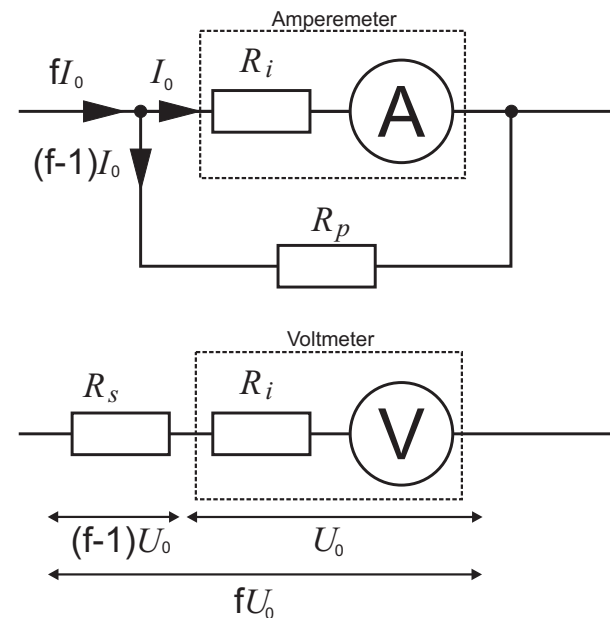 Amperemeter
fI₀ I₀ Rᵢ A
(f-1)I₀
Rₚ
Voltmeter
Rₛ Rᵢ V
(f-1)U₀ U₀
fU₀